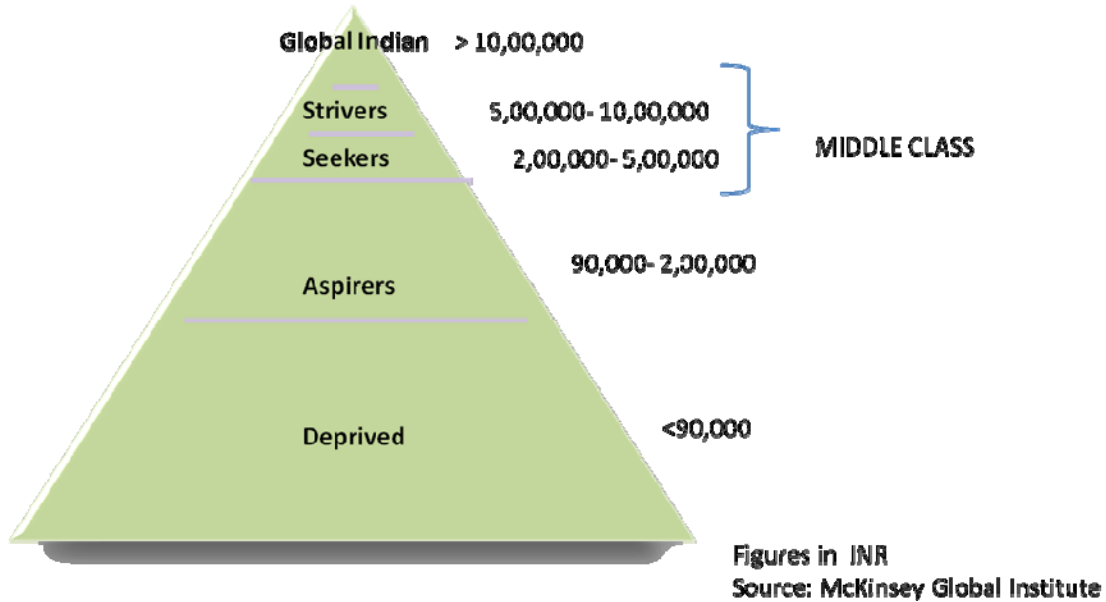 Global Indian > 10,00,000
Strivers 5,00,000- 10,00,000
Seekers 2,00,000- 5,00,000
MIDDLE CLASS
Aspirers 90,000- 2,00,000
Deprived <90,000
Figures in INR
Source: McKinsey Global Institute